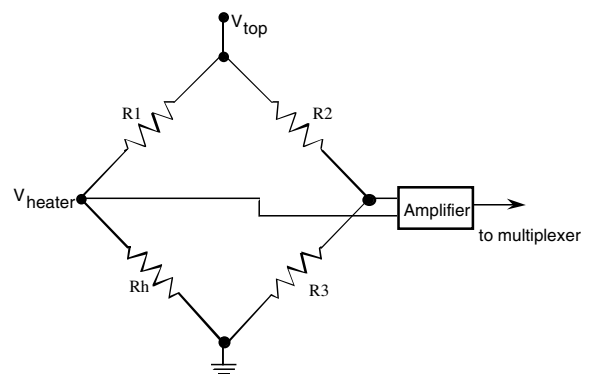 Vtop
R1
R2
Vheater
Amplifier
to multiplexer
Rh
R3